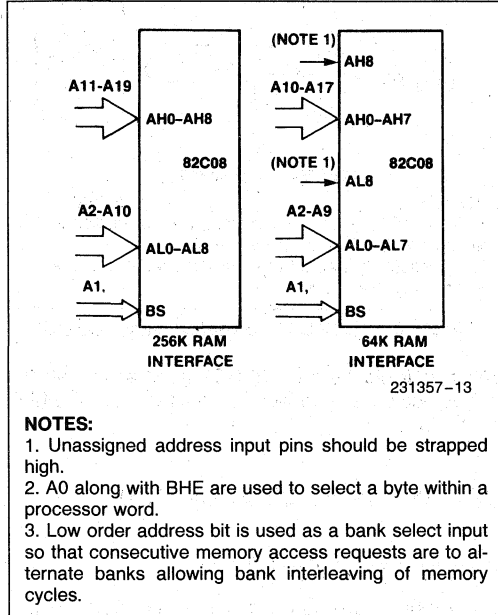 (NOTE 1)
AH8
A11-A19
AH0-AH8
A10-A17
AH0-AH7
82C08
(NOTE 1)
82C08
AL8
A2-A10
AL0-AL8
A2-A9
AL0-AL7
A1,
BS
A1,
BS
256K RAM
INTERFACE
64K RAM
INTERFACE
231357-13
NOTES:
1. Unassigned address input pins should be strapped
high.
2. A0 along with BHE are used to select a byte within a
processor word.
3. Low order address bit is used as a bank select input
so that consecutive memory access requests are to al-
ternate banks allowing bank interleaving of memory
cycles.